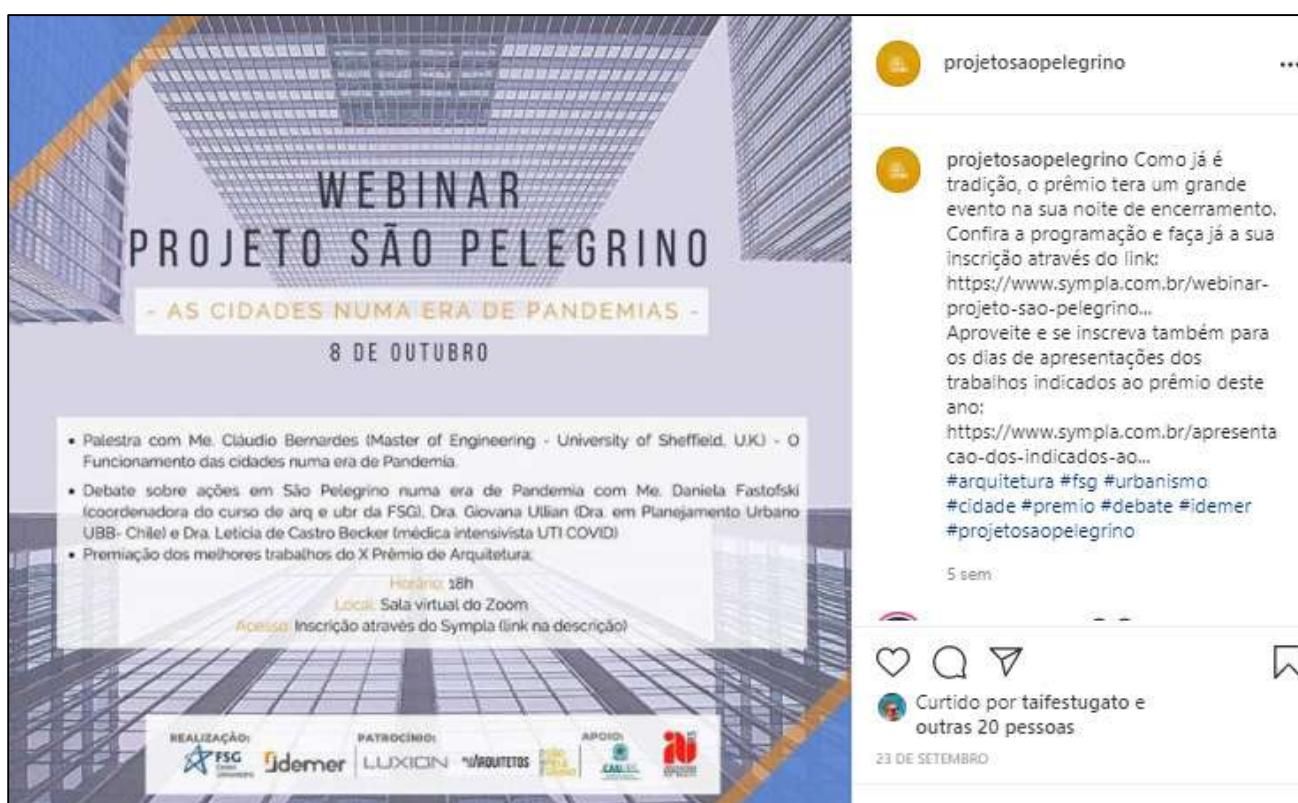 WEBINAR
PROJETO SÃO PELEGRINO
- AS CIDADES NUMA ERA DE PANDEMIAS -
8 DE OUTUBRO
• Palestra com Me. Cláudio Bernardes (Master of Engineering - University of Sheffield, U.K.) - O
Funcionamento das cidades numa era de Pandemia.
• Debate sobre ações em São Pelegrino numa era de Pandemia com Me. Daniela Fastofski
(coordenadora do curso de arq e ubr da FSG), Dra. Giovana Ullian (Dra. em Planejamento Urbano
UBB- Chile) e Dra. Letícia de Castro Becker (médica intensivista UTI COVID)
• Premiação dos melhores trabalhos do X Prêmio de Arquitetura;
Horário: 18h
Local: Sala virtual do Zoom
Acesso: Inscrição através do Sympla (link na descrição)
REALIZAÇÃO:
FSG
idemer
PATROCÍNIO:
LUXION
ARQUITETOS
APOIO:
projetosaopelegrino
projetosaopelegrino Como já é
tradição, o prêmio tera um grande
evento na sua noite de encerramento.
Confira a programação e faça já a sua
inscrição através do link:
https://www.sympla.com.br/webinar-
projeto-sao-pelegrino...
Aproveite e se inscreva também para
os dias de apresentações dos
trabalhos indicados ao prêmio deste
ano:
https://www.sympla.com.br/apresenta
cao-dos-indicados-ao...
#arquitetura #fsg #urbanismo
#cidade #premio #debate #idemer
#projetosaopelegrino
5 sem
Curtido por taifestugato e
outras 20 pessoas
23 DE SETEMBRO